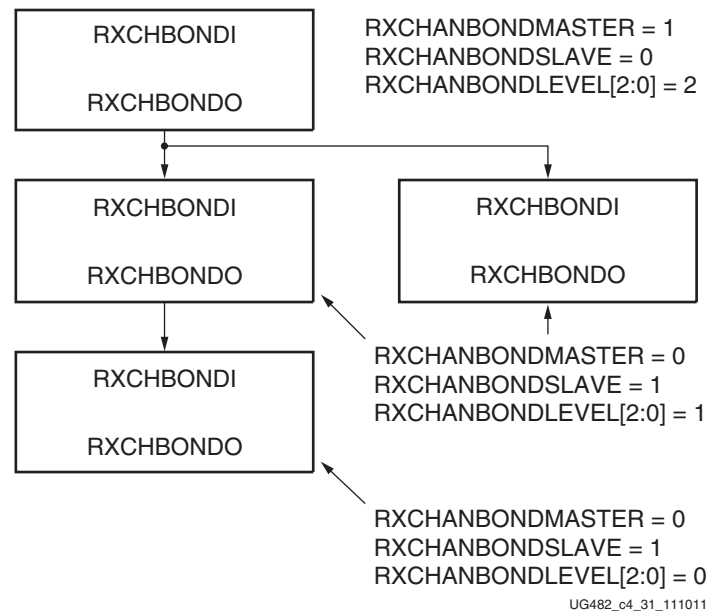 RXCHBONDI
RXCHBONDO
RXCHANBONDMASTER = 1
RXCHANBONDSLAVE = 0
RXCHANBONDLEVEL[2:0] = 2
RXCHBONDI
RXCHBONDO
RXCHBONDI
RXCHBONDO
RXCHANBONDMASTER = 0
RXCHANBONDSLAVE = 1
RXCHANBONDLEVEL[2:0] = 1
RXCHBONDI
RXCHBONDO
RXCHANBONDMASTER = 0
RXCHANBONDSLAVE = 1
RXCHANBONDLEVEL[2:0] = 0
UG482_c4_31_111011